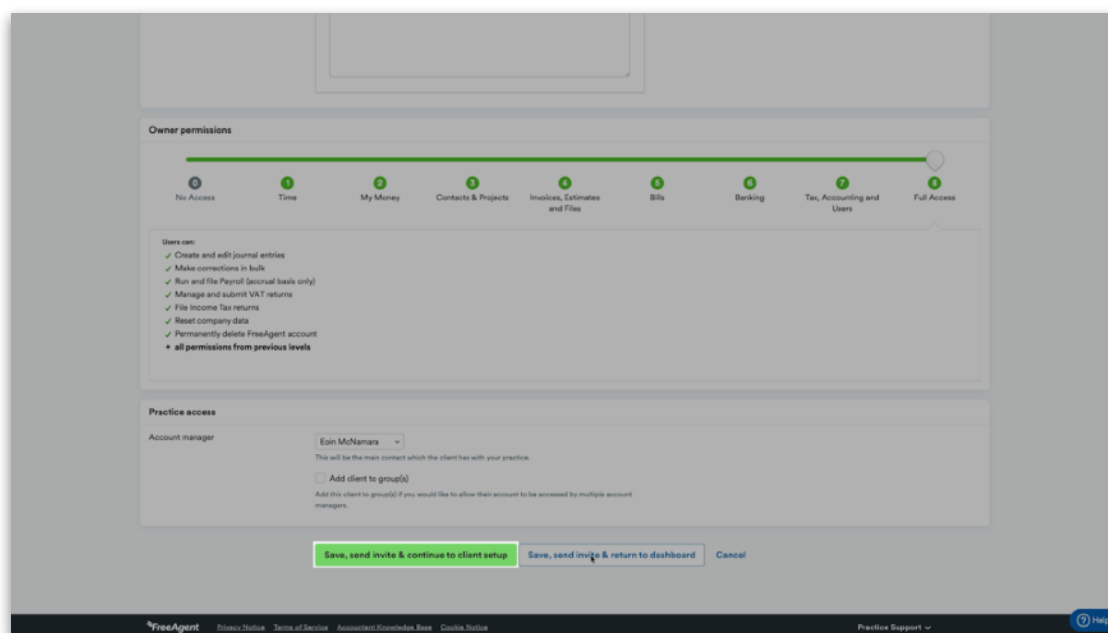 Owner permissions
0 1 2 3 4 5 6 7 8
No Access Time My Money Contacts & Projects Invoices, Estimates and Files Bills Banking Tax, Accounting and Users Full Access
Users can:
✓ Create and edit journal entries
✓ Make corrections in bulk
✓ Run and file Payroll (accrual basis only)
✓ Manage and submit VAT returns
✓ File Income Tax returns
✓ Reset company data
✓ Permanently delete FreeAgent account
+ all permissions from previous levels
Practice access
Account manager
Eoin McNamara
This will be the main contact which the client has with your practice.
Add client to group(s)
Add this client to group(s) if you would like to allow their account to be accessed by multiple account
managers.
Save, send invite & continue to client setup Save, send invite & return to dashboard Cancel
FreeAgent Privacy Notice Terms of Service Accountant Knowledge Base Cookie Notice Practice Support
? Help